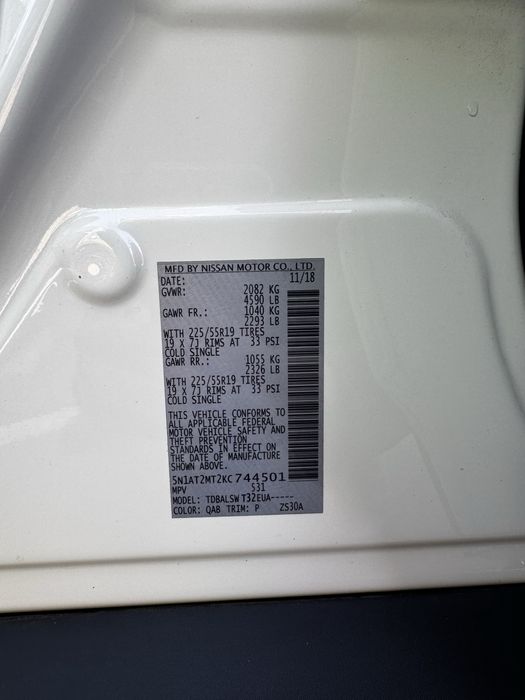 MFD BY NISSAN MOTOR CO., LTD.
DATE: 11/18
GVWR: 2082 KG
4590 LB
GAWR FR.: 1040 KG
2293 LB
WITH 225/55R19 TIRES
19 X 7J RIMS AT 33 PSI
COLD SINGLE
GAWR RR.: 1055 KG
2326 LB
WITH 225/55R19 TIRES
19 X 7J RIMS AT 33 PSI
COLD SINGLE
THIS VEHICLE CONFORMS TO
ALL APPLICABLE FEDERAL
MOTOR VEHICLE SAFETY AND
THEFT PREVENTION
STANDARDS IN EFFECT ON
THE DATE OF MANUFACTURE
SHOWN ABOVE.
5N1AT2MT2KC744501
MPV 531
MODEL: TDBALSW T32EUA-----
COLOR: QAB TRIM: P ZS30A